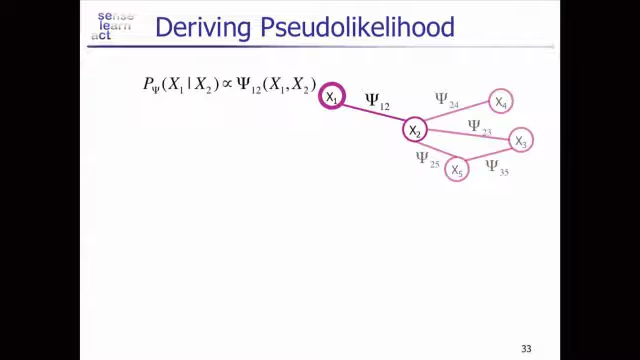 sense
learn
act
Deriving Pseudolikelihood
P_Ψ(X₁ | X₂) ∝ Ψ₁₂(X₁, X₂)
X₁
Ψ₁₂
Ψ₂₄
X₄
X₂
Ψ₂₃
X₃
Ψ₂₅
X₅
Ψ₃₅
33